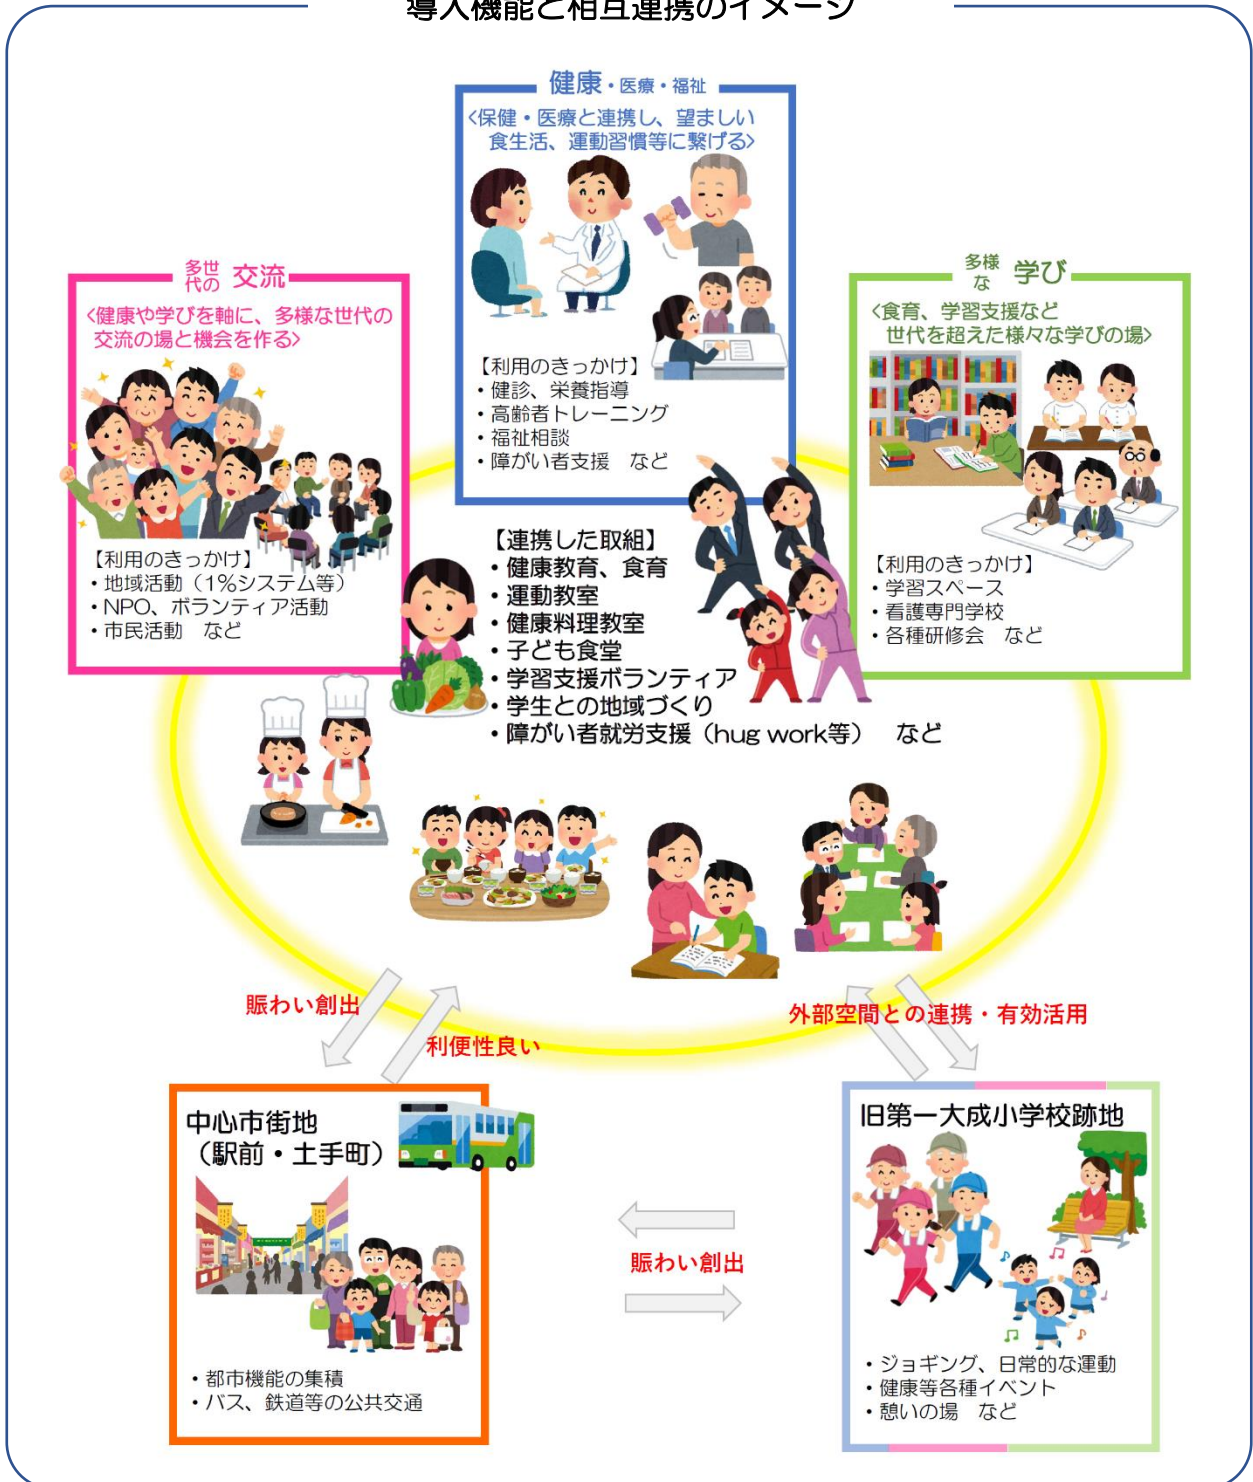 導入機能と相互連携のイメージ
健康・医療・福祉
<保健・医療と連携し、望ましい
食生活、運動習慣等に繋げる>
【利用のきっかけ】
・健診、栄養指導
・高齢者トレーニング
・福祉相談
・障がい者支援　など
多世代の 交流
<健康や学びを軸に、多様な世代の
交流の場と機会を作る>
【利用のきっかけ】
・地域活動（1%システム等）
・NPO、ボランティア活動
・市民活動　など
多様な 学び
<食育、学習支援など
世代を超えた様々な学びの場>
【利用のきっかけ】
・学習スペース
・看護専門学校
・各種研修会　など
【連携した取組】
・健康教育、食育
・運動教室
・健康料理教室
・子ども食堂
・学習支援ボランティア
・学生との地域づくり
・障がい者就労支援（hug work等）　など
賑わい創出
利便性良い
外部空間との連携・有効活用
中心市街地
（駅前・土手町）
・都市機能の集積
・バス、鉄道等の公共交通
賑わい創出
旧第一大成小学校跡地
・ジョギング、日常的な運動
・健康等各種イベント
・憩いの場　など